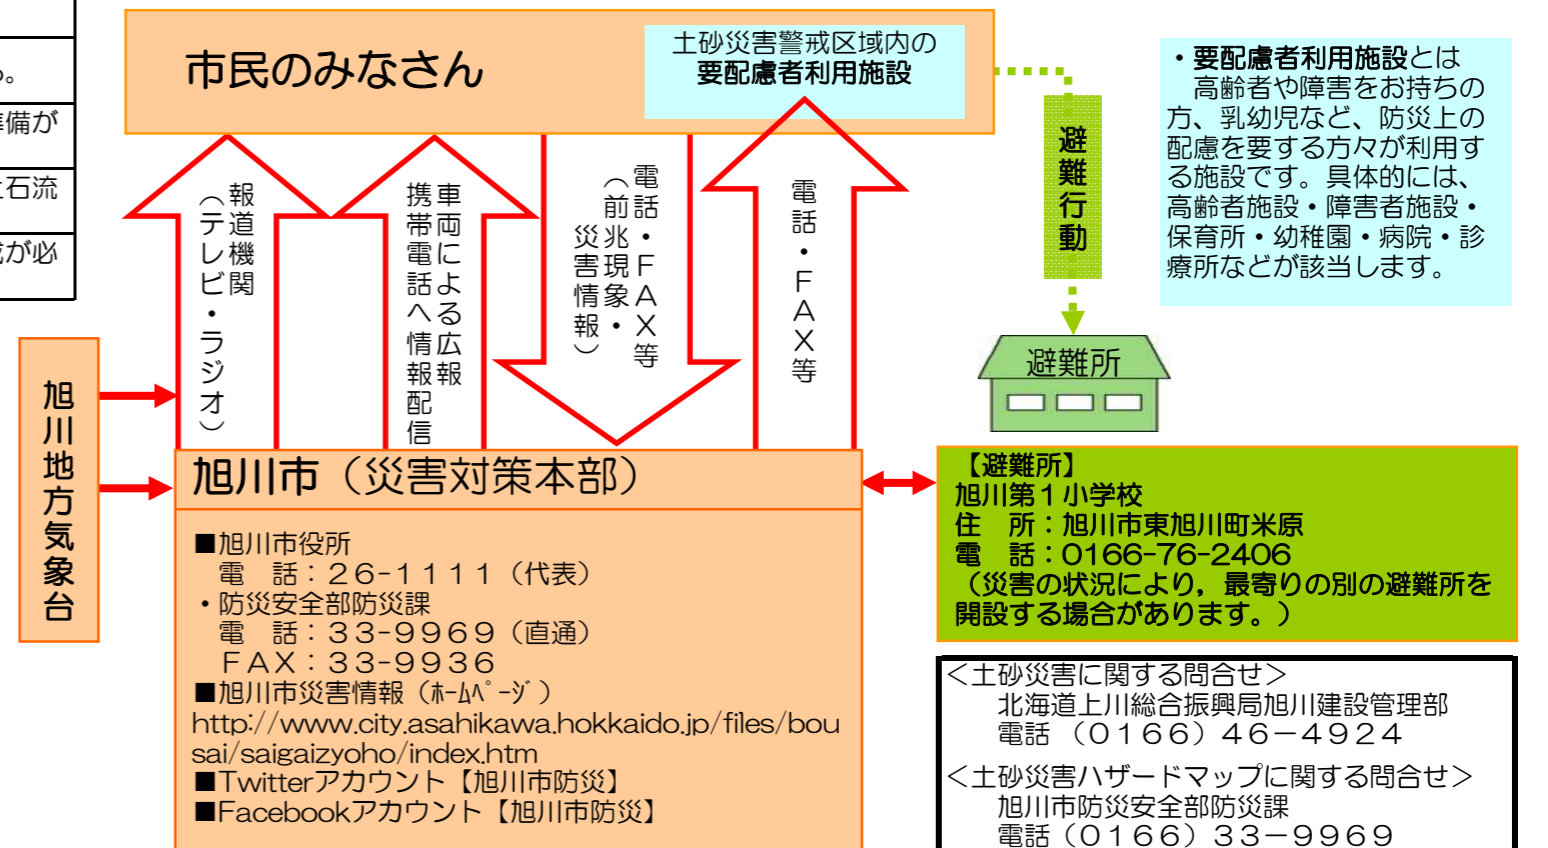 る。
準備が
土石流
成が必
市民のみなさん
土砂災害警戒区域内の
要配慮者利用施設
・要配慮者利用施設とは
高齢者や障害をお持ちの
方、乳幼児など、防災上の
配慮を要する方々が利用す
る施設です。具体的には、
高齢者施設・障害者施設・
保育所・幼稚園・病院・診
療所などが該当します。
報道機関
（テレビ・ラジオ）
車両による広報
携帯電話へ情報配信
電話・ＦＡＸ等
（前兆現象・
災害情報）
電話・ＦＡＸ等
避難行動
避難所
旭川地方気象台
旭川市（災害対策本部）
■旭川市役所
電　話：２６-１１１１（代表）
・防災安全部防災課
電　話：３３-９９６９（直通）
ＦＡＸ：３３-９９３６
■旭川市災害情報（ﾎｰﾑﾍﾟｰｼﾞ）
http://www.city.asahikawa.hokkaido.jp/files/bou
sai/saigaizyoho/index.htm
■Twitterアカウント【旭川市防災】
■Facebookアカウント【旭川市防災】
【避難所】
旭川第１小学校
住　所：旭川市東旭川町米原
電　話：0166-76-2406
（災害の状況により，最寄りの別の避難所を
開設する場合があります。）
＜土砂災害に関する問合せ＞
北海道上川総合振興局旭川建設管理部
電話 （０１６６）４６－４９２４
＜土砂災害ハザードマップに関する問合せ＞
旭川市防災安全部防災課
電話（０１６６）３３－９９６９